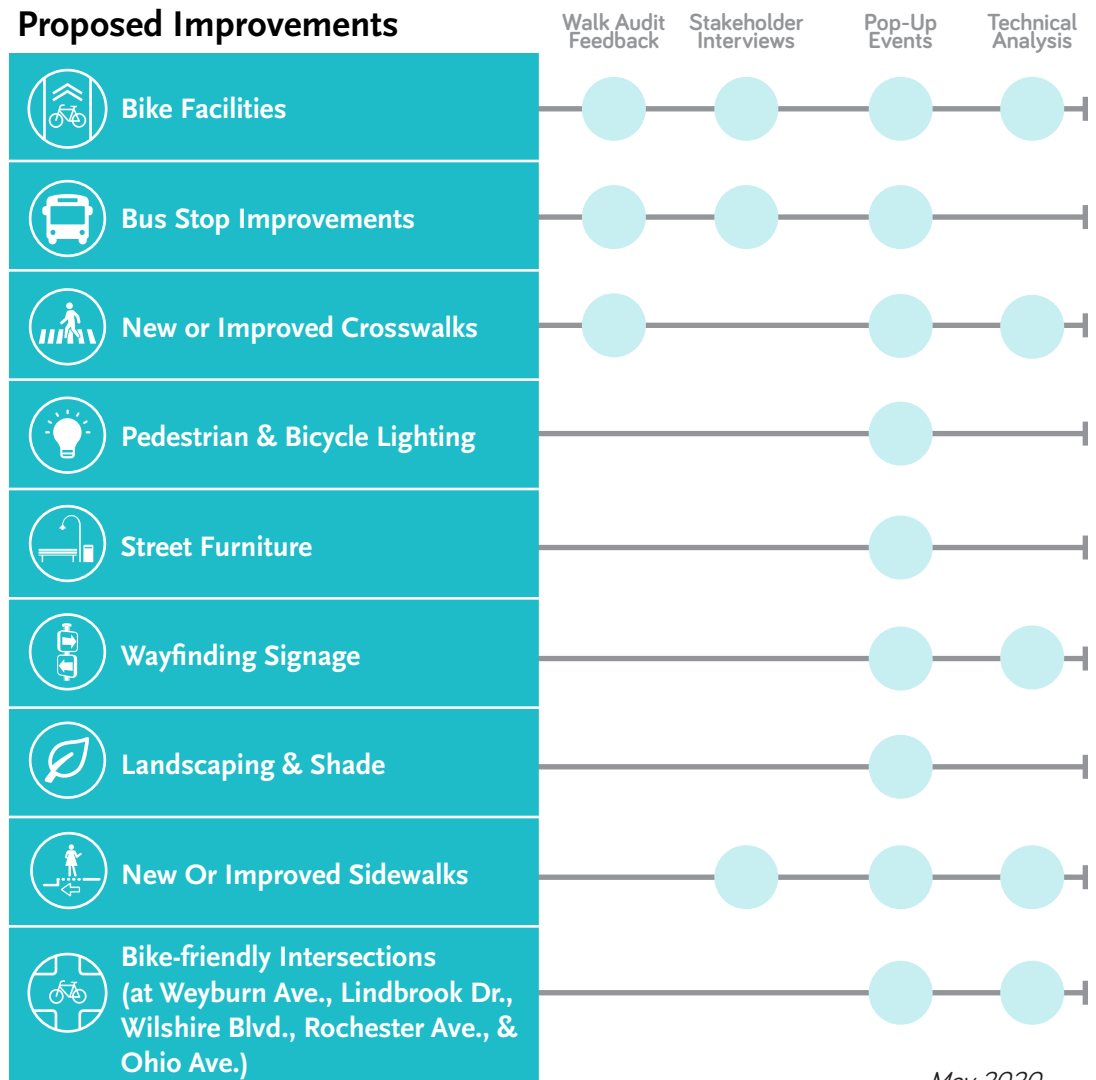 Proposed Improvements
Walk Audit
Feedback
Stakeholder
Interviews
Pop-Up
Events
Technical
Analysis
Bike Facilities
Bus Stop Improvements
New or Improved Crosswalks
Pedestrian & Bicycle Lighting
Street Furniture
Wayfinding Signage
Landscaping & Shade
New Or Improved Sidewalks
Bike-friendly Intersections
(at Weyburn Ave., Lindbrook Dr.,
Wilshire Blvd., Rochester Ave., &
Ohio Ave.)
May 2020